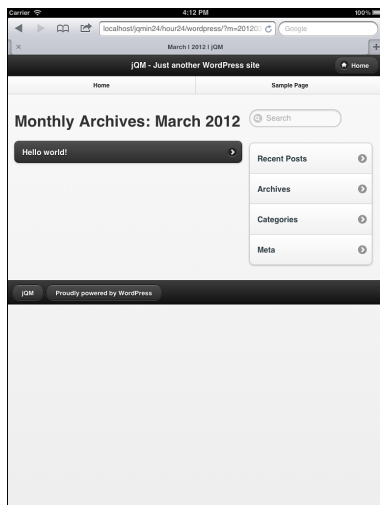 Carrier 4:12 PM 100%
localhost/jqmin24/hour24/wordpress/?m=20120 Google
March | 2012 | jQM
jQM - Just another WordPress site Home
Home Sample Page
Monthly Archives: March 2012 Search
Hello world!
Recent Posts
Archives
Categories
Meta
jQM Proudly powered by WordPress